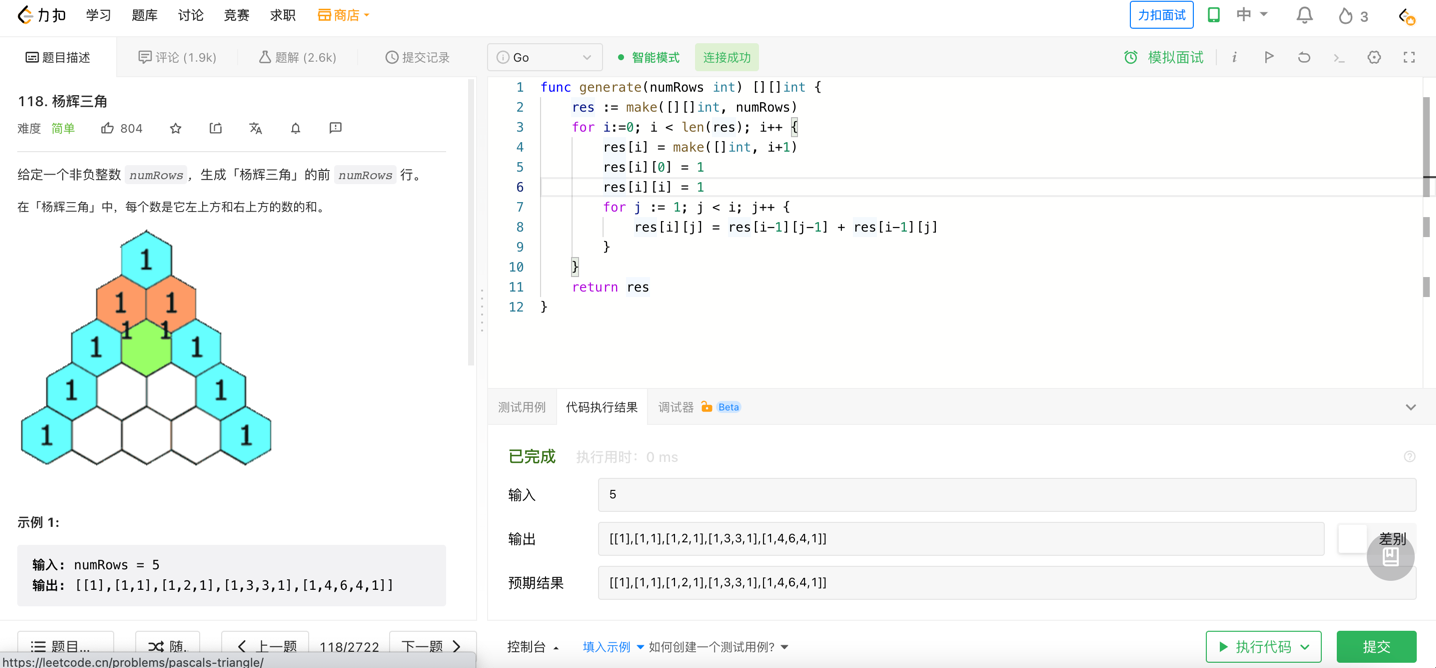 力扣 学习 题库 讨论 竞赛 求职 商店 力扣面试 中 3
题目描述 评论 (1.9k) 题解 (2.6k) 提交记录
118. 杨辉三角
难度 简单 804
给定一个非负整数 numRows，生成「杨辉三角」的前 numRows 行。
在「杨辉三角」中，每个数是它左上方和右上方的数的和。
1
1 1
1 1
1 1
1 1
1 1
示例 1:
输入: numRows = 5
输出: [[1],[1,1],[1,2,1],[1,3,3,1],[1,4,6,4,1]]
题目... 随. 上一题 118/2722 下一题
https://leetcode.cn/problems/pascals-triangle/
Go 智能模式 连接成功 模拟面试 i
1 func generate(numRows int) [][]int {
2 res := make([][]int, numRows)
3 for i:=0; i < len(res); i++ {
4 res[i] = make([]int, i+1)
5 res[i][0] = 1
6 res[i][i] = 1
7 for j := 1; j < i; j++ {
8 res[i][j] = res[i-1][j-1] + res[i-1][j]
9 }
10 }
11 return res
12 }
测试用例 代码执行结果 调试器 Beta
已完成 执行用时: 0 ms
输入 5
输出 [[1],[1,1],[1,2,1],[1,3,3,1],[1,4,6,4,1]] 差别
预期结果 [[1],[1,1],[1,2,1],[1,3,3,1],[1,4,6,4,1]]
控制台 填入示例 如何创建一个测试用例? 执行代码 提交